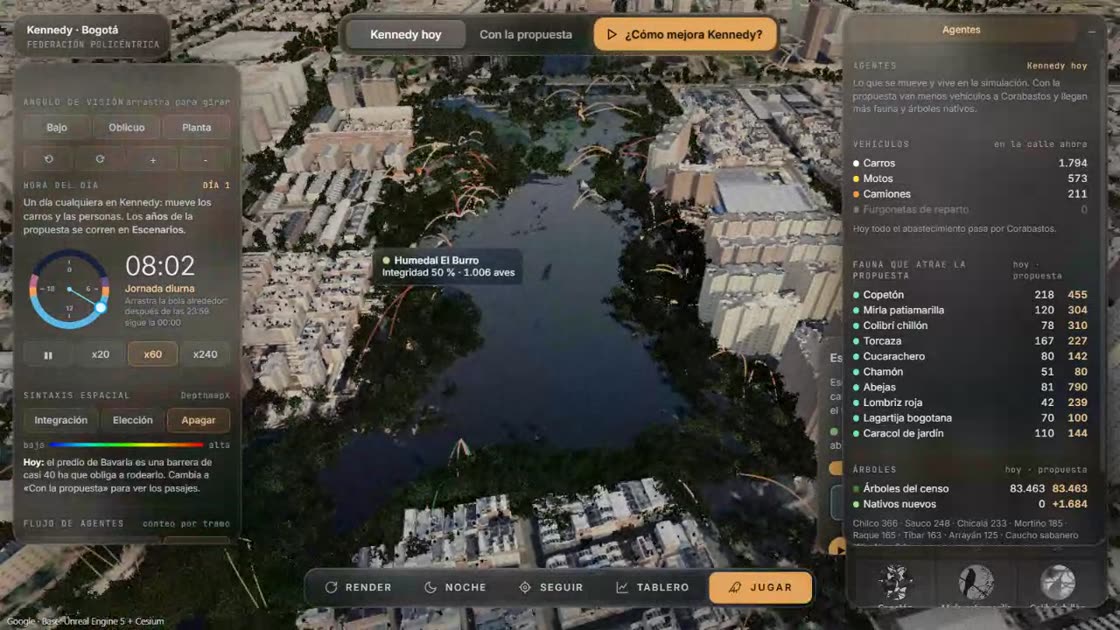 Kennedy · Bogotá
FEDERACIÓN POLICÉNTRICA
Kennedy hoy
Con la propuesta
¿Cómo mejora Kennedy?
ÁNGULO DE VISIÓN arrastra para girar
Bajo
Oblicuo
Planta
+
-
HORA DEL DÍA
DÍA 1
Un día cualquiera en Kennedy: mueve los
carros y las personas. Los años de la
propuesta se corren en Escenarios.
0
18
6
12
08:02
Jornada diurna
Arrastra la bola alrededor:
después de las 23:59
sigue la 00:00
x20
x60
x240
SINTAXIS ESPACIAL
DepthmapX
Integración
Elección
Apagar
bajo
alta
Hoy: el predio de Bavaria es una barrera de
casi 40 ha que obliga a rodearlo. Cambia a
«Con la propuesta» para ver los pasajes.
FLUJO DE AGENTES
conteo por tramo
Humedal El Burro
Integridad 50 % · 1.006 aves
Agentes
AGENTES
Kennedy hoy
Lo que se mueve y vive en la simulación. Con la
propuesta van menos vehículos a Corabastos y llegan
más fauna y árboles nativos.
VEHÍCULOS
en la calle ahora
Carros 1.794
Motos 573
Camiones 211
Furgonetas de reparto 0
Hoy todo el abastecimiento pasa por Corabastos.
FAUNA QUE ATRAE LA
PROPUESTA
hoy ·
propuesta
Copetón 218 455
Mirla patiamarilla 120 304
Colibrí chillón 78 310
Torcaza 167 227
Cucarachero 80 142
Chamón 51 80
Abejas 81 790
Lombriz roja 42 239
Lagartija bogotana 70 100
Caracol de jardín 110 144
ÁRBOLES
hoy · propuesta
Árboles del censo 83.463 83.463
Nativos nuevos 0 +1.684
Chilco 366 · Sauco 248 · Chicalá 233 · Mortiño 185 ·
Raque 165 · Tíbar 163 · Arrayán 125 · Caucho sabanero
RENDER
NOCHE
SEGUIR
TABLERO
JUGAR
Google · Base: Unreal Engine 5 + Cesium